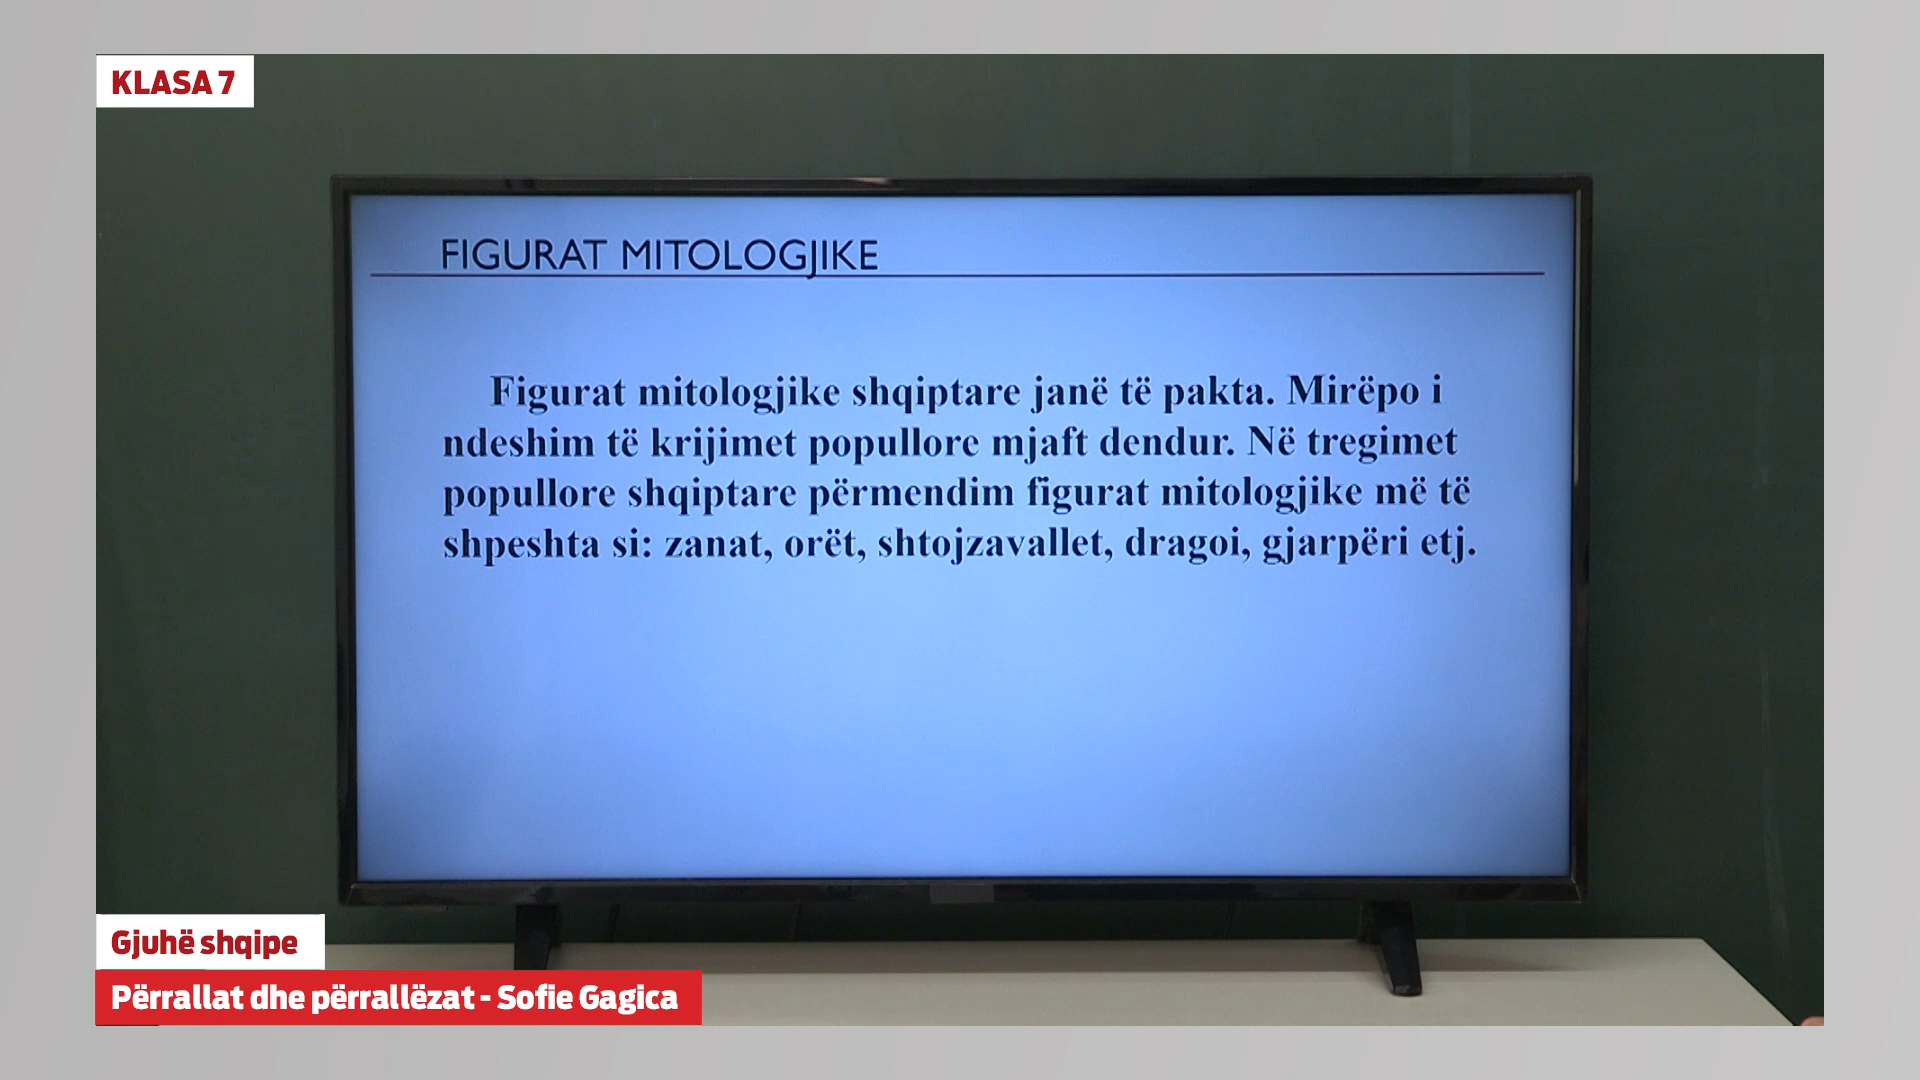 KLASA 7
FIGURAT MITOLOGJIKE
Figurat mitologjike shqiptare janë të pakta. Mirëpo i
ndeshim të krijimet popullore mjaft dendur. Në tregimet
popullore shqiptare përmendim figurat mitologjike më të
shpeshta si: zanat, orët, shtojzavallet, dragoi, gjarpëri etj.
Gjuhë shqipe
Përrallat dhe përrallëzat - Sofie Gagica